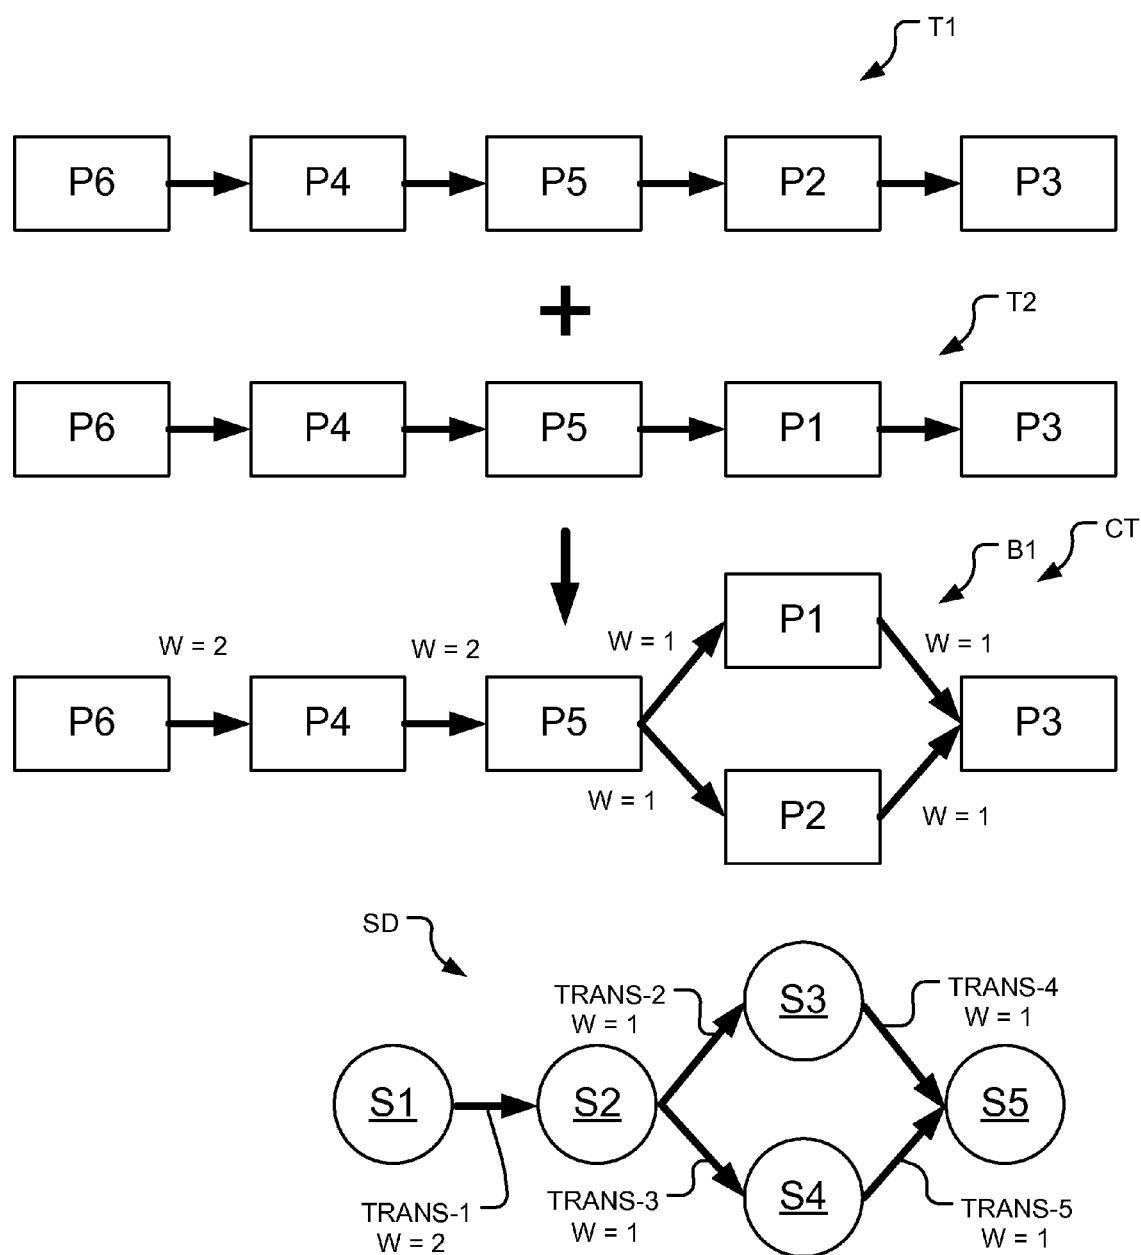 T1
P6
P4
P5
P2
P3
+
T2
P6
P4
P5
P1
P3
CT
B1
P1
W = 2
W = 2
W = 1
W = 1
P6
P4
P5
P3
W = 1
W = 1
P2
SD
S3
TRANS-2
W = 1
TRANS-4
W = 1
S1
S2
S5
S4
TRANS-1
W = 2
TRANS-3
W = 1
TRANS-5
W = 1